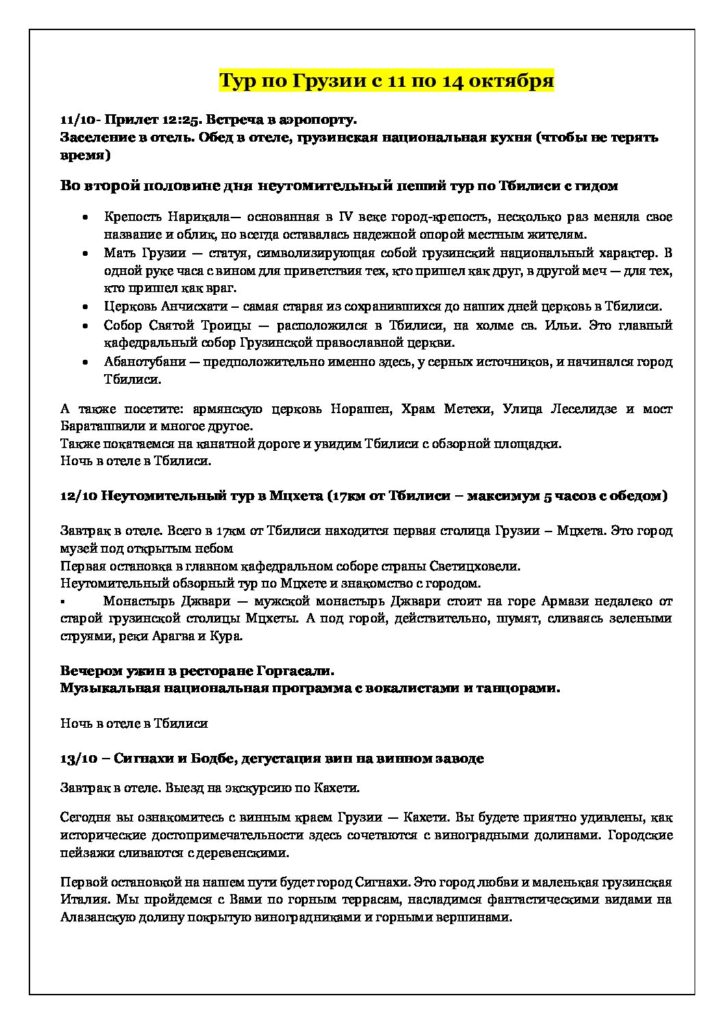 Тур по Грузии с 11 по 14 октября
11/10- Прилет 12:25. Встреча в аэропорту.
Заселение в отель. Обед в отеле, грузинская национальная кухня (чтобы не терять
время)
Во второй половине дня неутомительный пеший тур по Тбилиси с гидом
• Крепость Нарикала— основанная в IV веке город-крепость, несколько раз меняла свое
название и облик, но всегда оставалась надежной опорой местным жителям.
• Мать Грузии — статуя, символизирующая собой грузинский национальный характер. В
одной руке часа с вином для приветствия тех, кто пришел как друг, в другой меч — для тех,
кто пришел как враг.
• Церковь Анчисхати – самая старая из сохранившихся до наших дней церковь в Тбилиси.
• Собор Святой Троицы — расположился в Тбилиси, на холме св. Ильи. Это главный
кафедральный собор Грузинской православной церкви.
• Абанотубани — предположительно именно здесь, у серных источников, и начинался город
Тбилиси.
А также посетите: армянскую церковь Норашен, Храм Метехи, Улица Леселидзе и мост
Бараташвили и многое другое.
Также покатаемся на канатной дороге и увидим Тбилиси с обзорной площадки.
Ночь в отеле в Тбилиси.
12/10 Неутомительный тур в Мцхета (17км от Тбилиси – максимум 5 часов с обедом)
Завтрак в отеле. Всего в 17км от Тбилиси находится первая столица Грузии – Мцхета. Это город
музей под открытым небом
Первая остановка в главном кафедральном соборе страны Светицховели.
Неутомительный обзорный тур по Мцхете и знакомство с городом.
▪ Монастырь Джвари — мужской монастырь Джвари стоит на горе Армази недалеко от
старой грузинской столицы Мцхеты. А под горой, действительно, шумят, сливаясь зелеными
струями, реки Арагва и Кура.
Вечером ужин в ресторане Горгасали.
Музыкальная национальная программа с вокалистами и танцорами.
Ночь в отеле в Тбилиси
13/10 – Сигнахи и Бодбе, дегустация вин на винном заводе
Завтрак в отеле. Выезд на экскурсию по Кахети.
Сегодня вы ознакомитесь с винным краем Грузии — Кахети. Вы будете приятно удивлены, как
исторические достопримечательности здесь сочетаются с виноградными долинами. Городские
пейзажи сливаются с деревенскими.
Первой остановкой на нашем пути будет город Сигнахи. Это город любви и маленькая грузинская
Италия. Мы пройдемся с Вами по горным террасам, насладимся фантастическими видами на
Алазанскую долину покрытую виноградниками и горными вершинами.